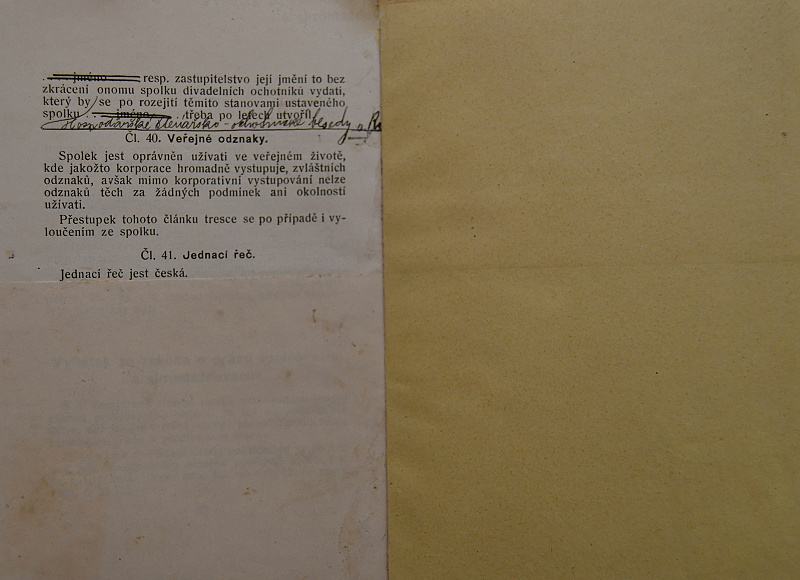 . . . jméno . . . resp. zastupitelstvo její jmění to bez
zkrácení onomu spolku divadelních ochotníků vydati,
který by se po rozejití těmito stanovami ustaveného
spolku . . jméno . . . třeba po letech utvořil.
Hospodářské čtenářsko - ochotnické besedy v
Čl. 40. Veřejné odznaky.
Spolek jest oprávněn užívati ve veřejném životě,
kde jakožto korporace hromadně vystupuje, zvláštních
odznaků, avšak mimo korporativní vystupování nelze
odznaků těch za žádných podmínek ani okolností
užívati.
Přestupek tohoto článku tresce se po případě i vy-
loučením ze spolku.
Čl. 41. Jednací řeč.
Jednací řeč jest česká.